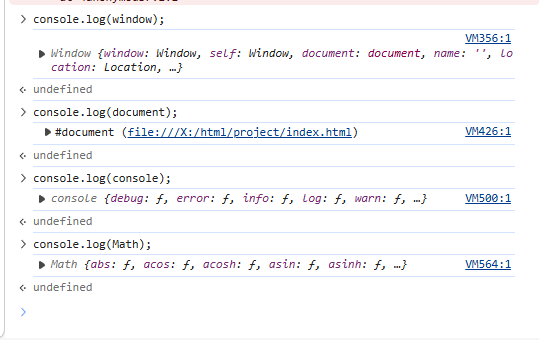 console.log(window);
VM356:1
Window {window: Window, self: Window, document: document, name: '', lo
cation: Location, …}
undefined
console.log(document);
#document (file:///X:/html/project/index.html) VM426:1
undefined
console.log(console);
console {debug: ƒ, error: ƒ, info: ƒ, log: ƒ, warn: ƒ, …} VM500:1
undefined
console.log(Math);
Math {abs: ƒ, acos: ƒ, acosh: ƒ, asin: ƒ, asinh: ƒ, …} VM564:1
undefined